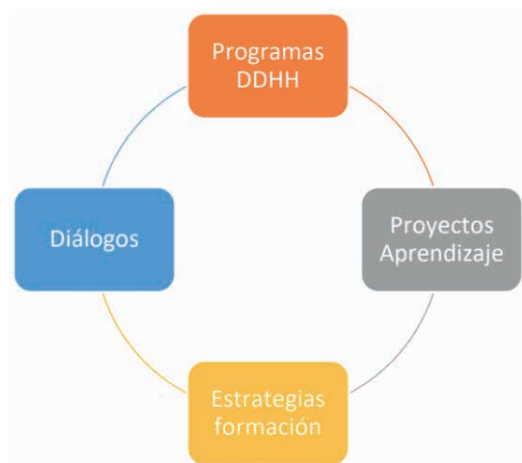 Programas
DDHH
Diálogos
Proyectos
Aprendizaje
Estrategias
formación